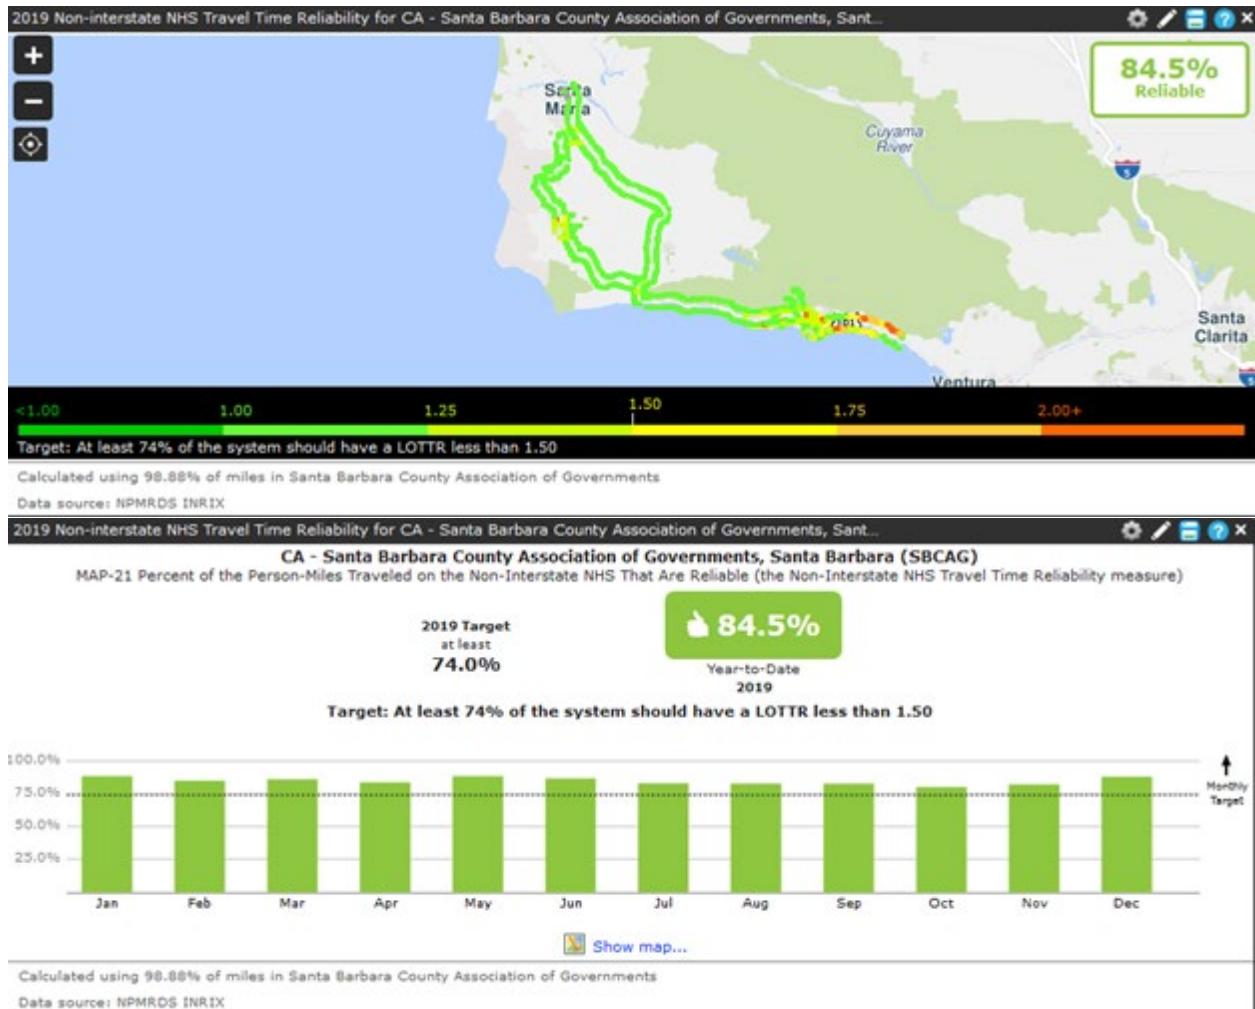 2019 Non-interstate NHS Travel Time Reliability for CA - Santa Barbara County Association of Governments, Sant...
+
−
84.5%
Reliable
Santa
Maria
Cuyama
River
5
Santa
Clarita
Ventura
<1.00 1.00 1.25 1.50 1.75 2.00+
Target: At least 74% of the system should have a LOTTR less than 1.50
Calculated using 98.88% of miles in Santa Barbara County Association of Governments
Data source: NPMRDS INRIX
2019 Non-interstate NHS Travel Time Reliability for CA - Santa Barbara County Association of Governments, Sant...
CA - Santa Barbara County Association of Governments, Santa Barbara (SBCAG)
MAP-21 Percent of the Person-Miles Traveled on the Non-Interstate NHS That Are Reliable (the Non-Interstate NHS Travel Time Reliability measure)
2019 Target
at least
74.0%
84.5%
Year-to-Date
2019
Target: At least 74% of the system should have a LOTTR less than 1.50
100.0%
75.0%
50.0%
25.0%
Monthly
Target
Jan Feb Mar Apr May Jun Jul Aug Sep Oct Nov Dec
Show map...
Calculated using 98.88% of miles in Santa Barbara County Association of Governments
Data source: NPMRDS INRIX